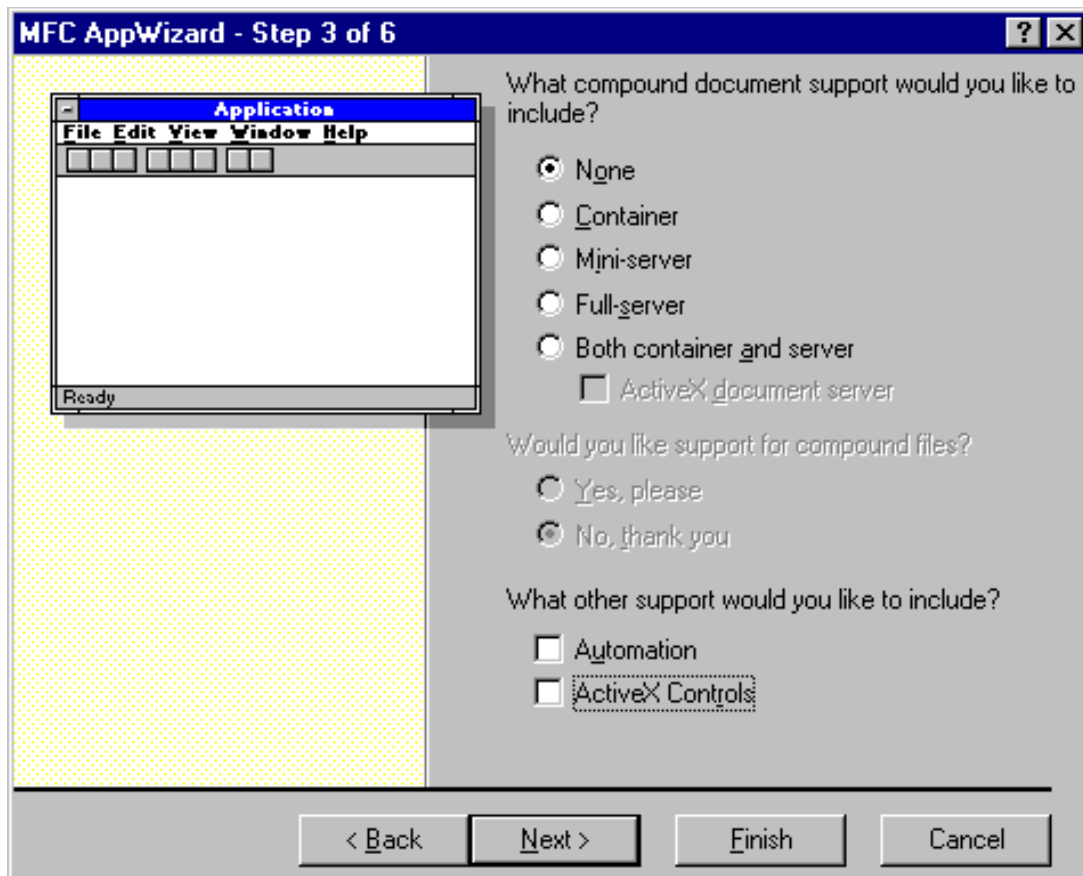 MFC AppWizard - Step 3 of 6
Application
File Edit View Window Help
Ready
What compound document support would you like to
include?
None
Container
Mini-server
Full-server
Both container and server
ActiveX document server
Would you like support for compound files?
Yes, please
No, thank you
What other support would you like to include?
Automation
ActiveX Controls
< Back
Next >
Finish
Cancel